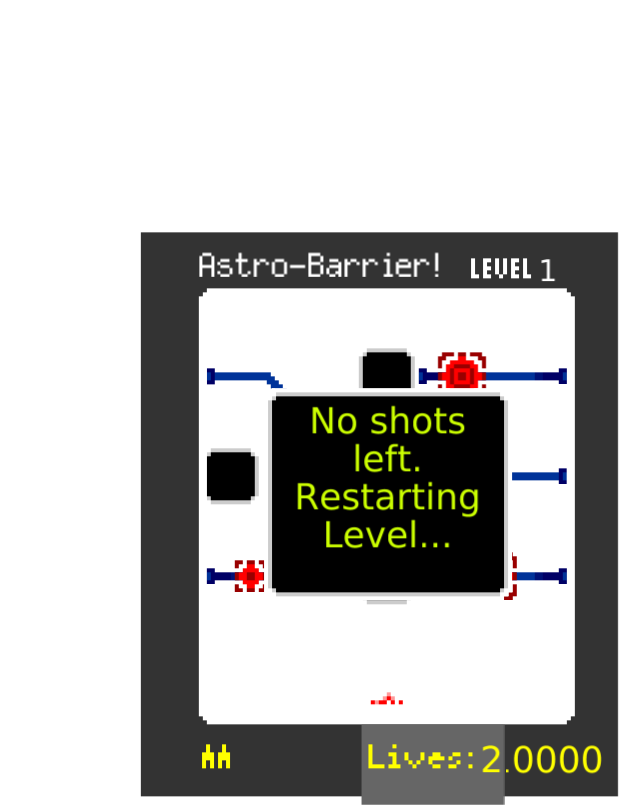 Astro-Barrier! LEVEL 1
No shots
left.
Restarting
Level...
Lives:2.0000